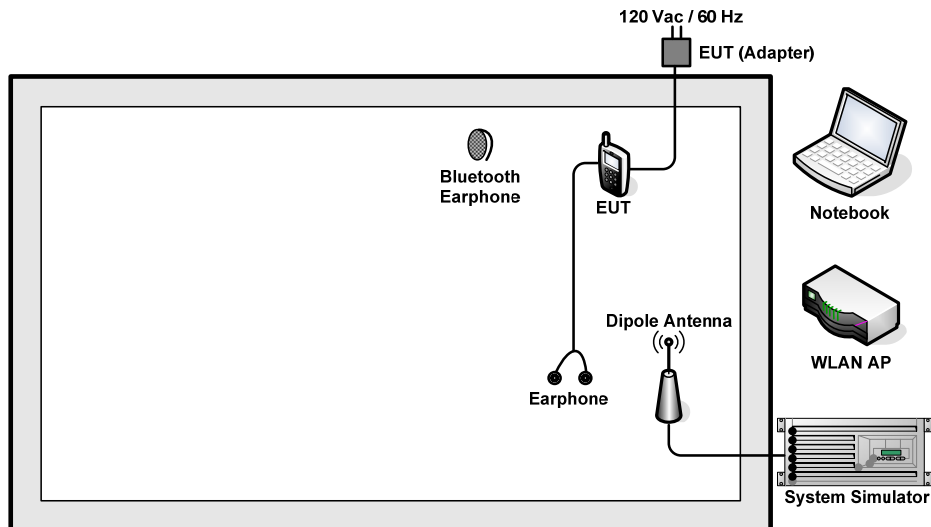 120 Vac / 60 Hz
EUT (Adapter)
Bluetooth
Earphone
EUT
Notebook
Dipole Antenna
WLAN AP
Earphone
System Simulator